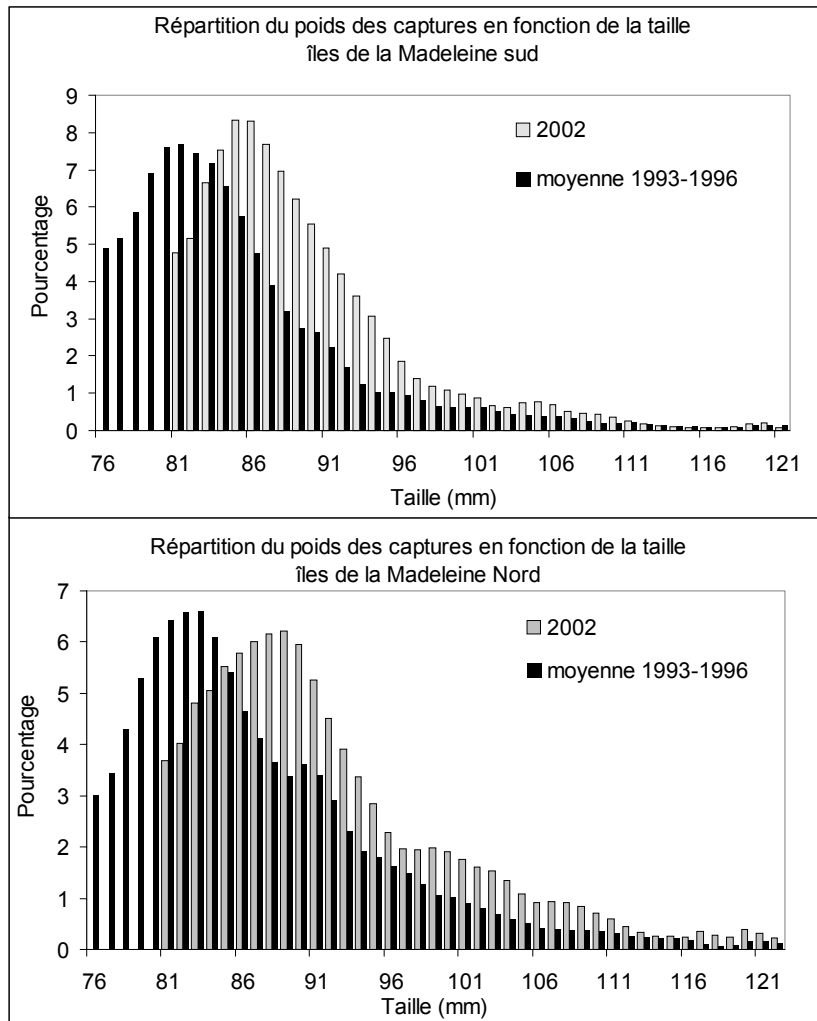 Répartition du poids des captures en fonction de la taille
îles de la Madeleine sud
9
8
7
6
5
4
3
2
1
0
Pourcentage
2002
moyenne 1993-1996
76 81 86 91 96 101 106 111 116 121
Taille (mm)
Répartition du poids des captures en fonction de la taille
îles de la Madeleine Nord
7
6
5
4
3
2
1
0
Pourcentage
2002
moyenne 1993-1996
76 81 86 91 96 101 106 111 116 121
Taille (mm)